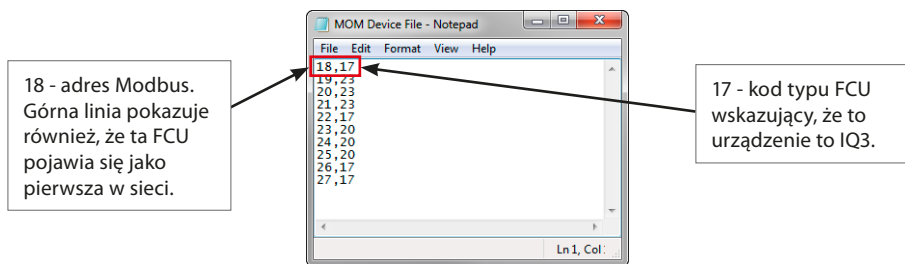 MOM Device File - Notepad
File Edit Format View Help
18,17
19,23
20,23
21,23
22,17
23,20
24,20
25,20
26,17
27,17
Ln 1, Col
18 - adres Modbus.
Górna linia pokazuje
również, że ta FCU
pojawia się jako
pierwsza w sieci.
17 - kod typu FCU
wskazujący, że to
urządzenie to IQ3.